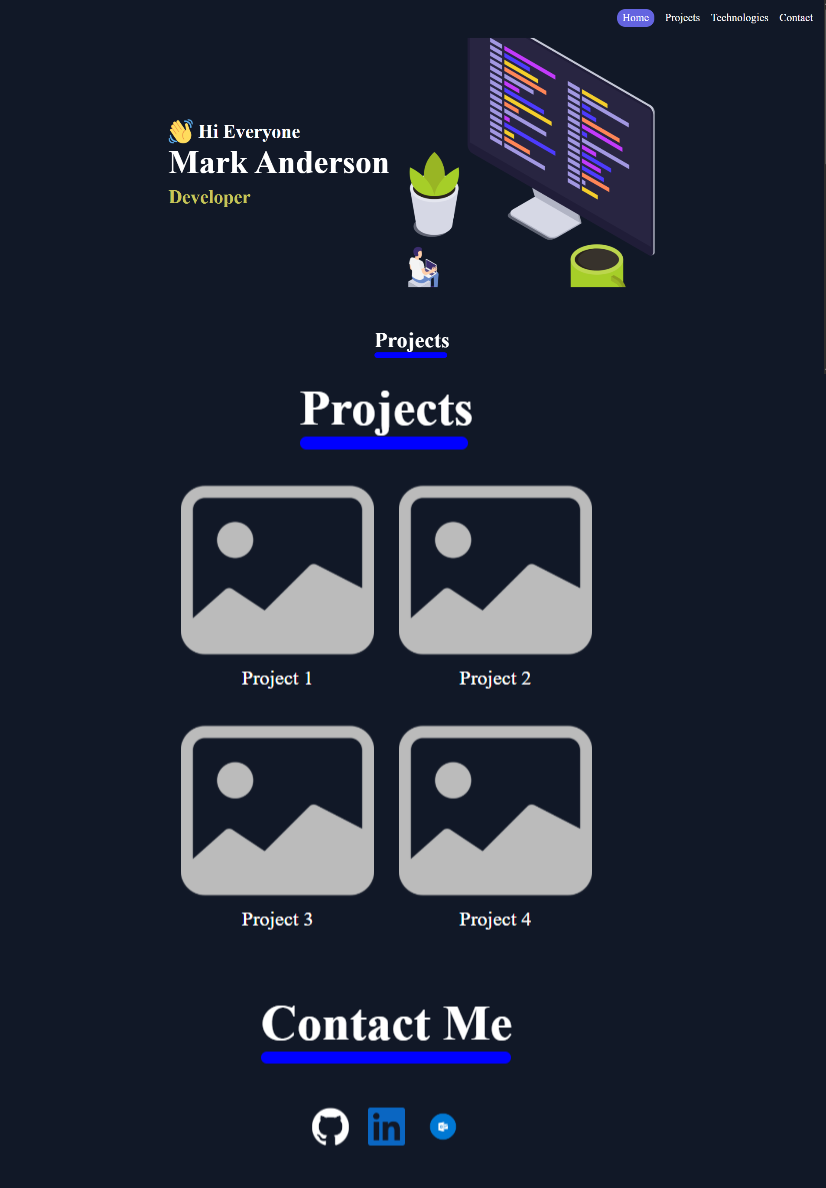 Home Projects Technologies Contact
Hi Everyone
Mark Anderson
Developer
Projects
Projects
Project 1 Project 2
Project 3 Project 4
Contact Me
in